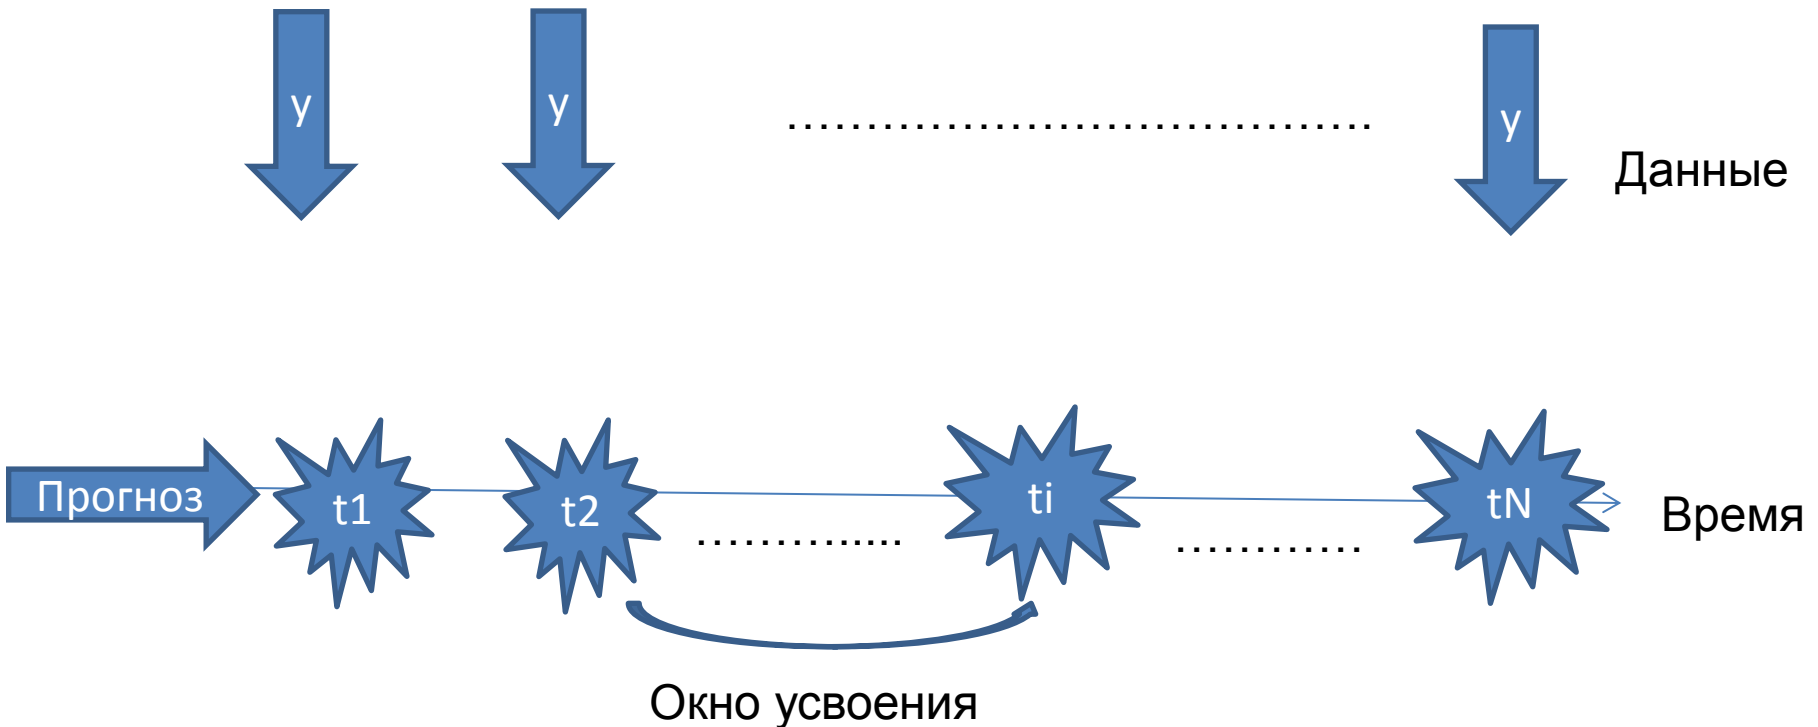 y
y
……………………………….
y
Данные
Прогноз
t1
t2
ti
tN
Время
……….....
…………
Окно усвоения